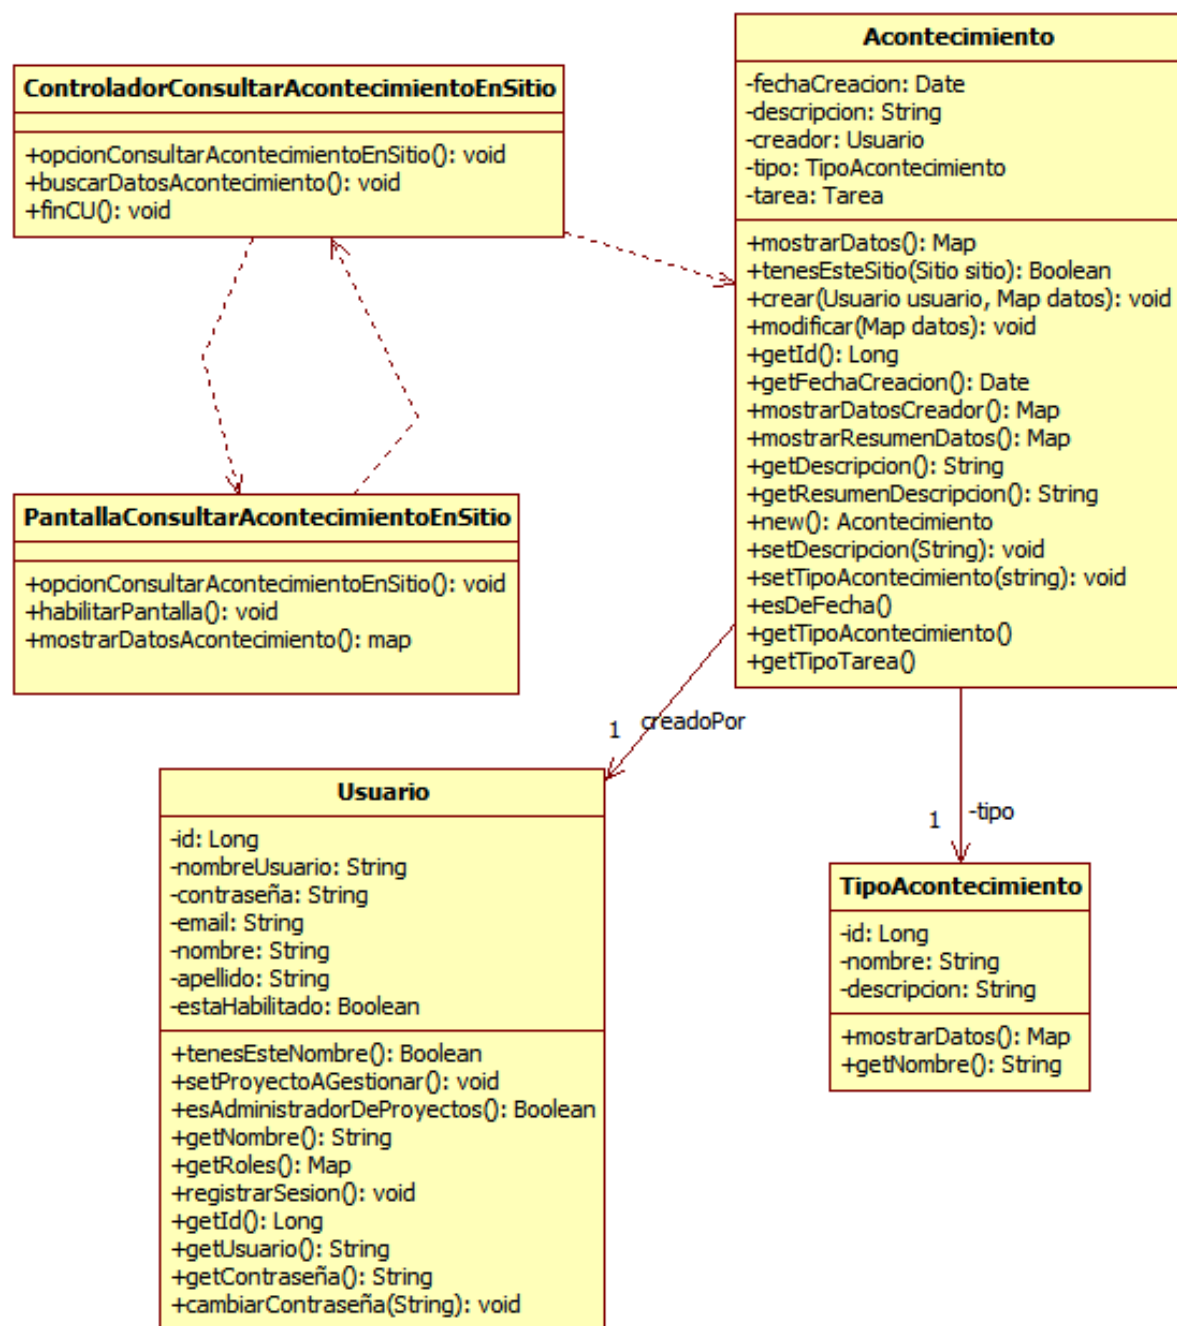 ControladorConsultarAcontecimientoEnSitio
+opcionConsultarAcontecimientoEnSitio(): void
+buscarDatosAcontecimiento(): void
+finCU(): void
Acontecimiento
-fechaCreacion: Date
-descripcion: String
-creador: Usuario
-tipo: TipoAcontecimiento
-tarea: Tarea
+mostrarDatos(): Map
+tenesEsteSitio(Sitio sitio): Boolean
+crear(Usuario usuario, Map datos): void
+modificar(Map datos): void
+getId(): Long
+getFechaCreacion(): Date
+mostrarDatosCreador(): Map
+mostrarResumenDatos(): Map
+getDescripcion(): String
+getResumenDescripcion(): String
+new(): Acontecimiento
+setDescripcion(String): void
+setTipoAcontecimiento(string): void
+esDeFecha()
+getTipoAcontecimiento()
+getTipoTarea()
PantallaConsultarAcontecimientoEnSitio
+opcionConsultarAcontecimientoEnSitio(): void
+habilitarPantalla(): void
+mostrarDatosAcontecimiento(): map
1 creadoPor
1 -tipo
Usuario
-id: Long
-nombreUsuario: String
-contraseña: String
-email: String
-nombre: String
-apellido: String
-estaHabilitado: Boolean
+tenesEsteNombre(): Boolean
+setProyectoAGestionar(): void
+esAdministradorDeProyectos(): Boolean
+getNombre(): String
+getRoles(): Map
+registrarSesion(): void
+getId(): Long
+getUsuario(): String
+getContraseña(): String
+cambiarContraseña(String): void
TipoAcontecimiento
-id: Long
-nombre: String
-descripcion: String
+mostrarDatos(): Map
+getNombre(): String